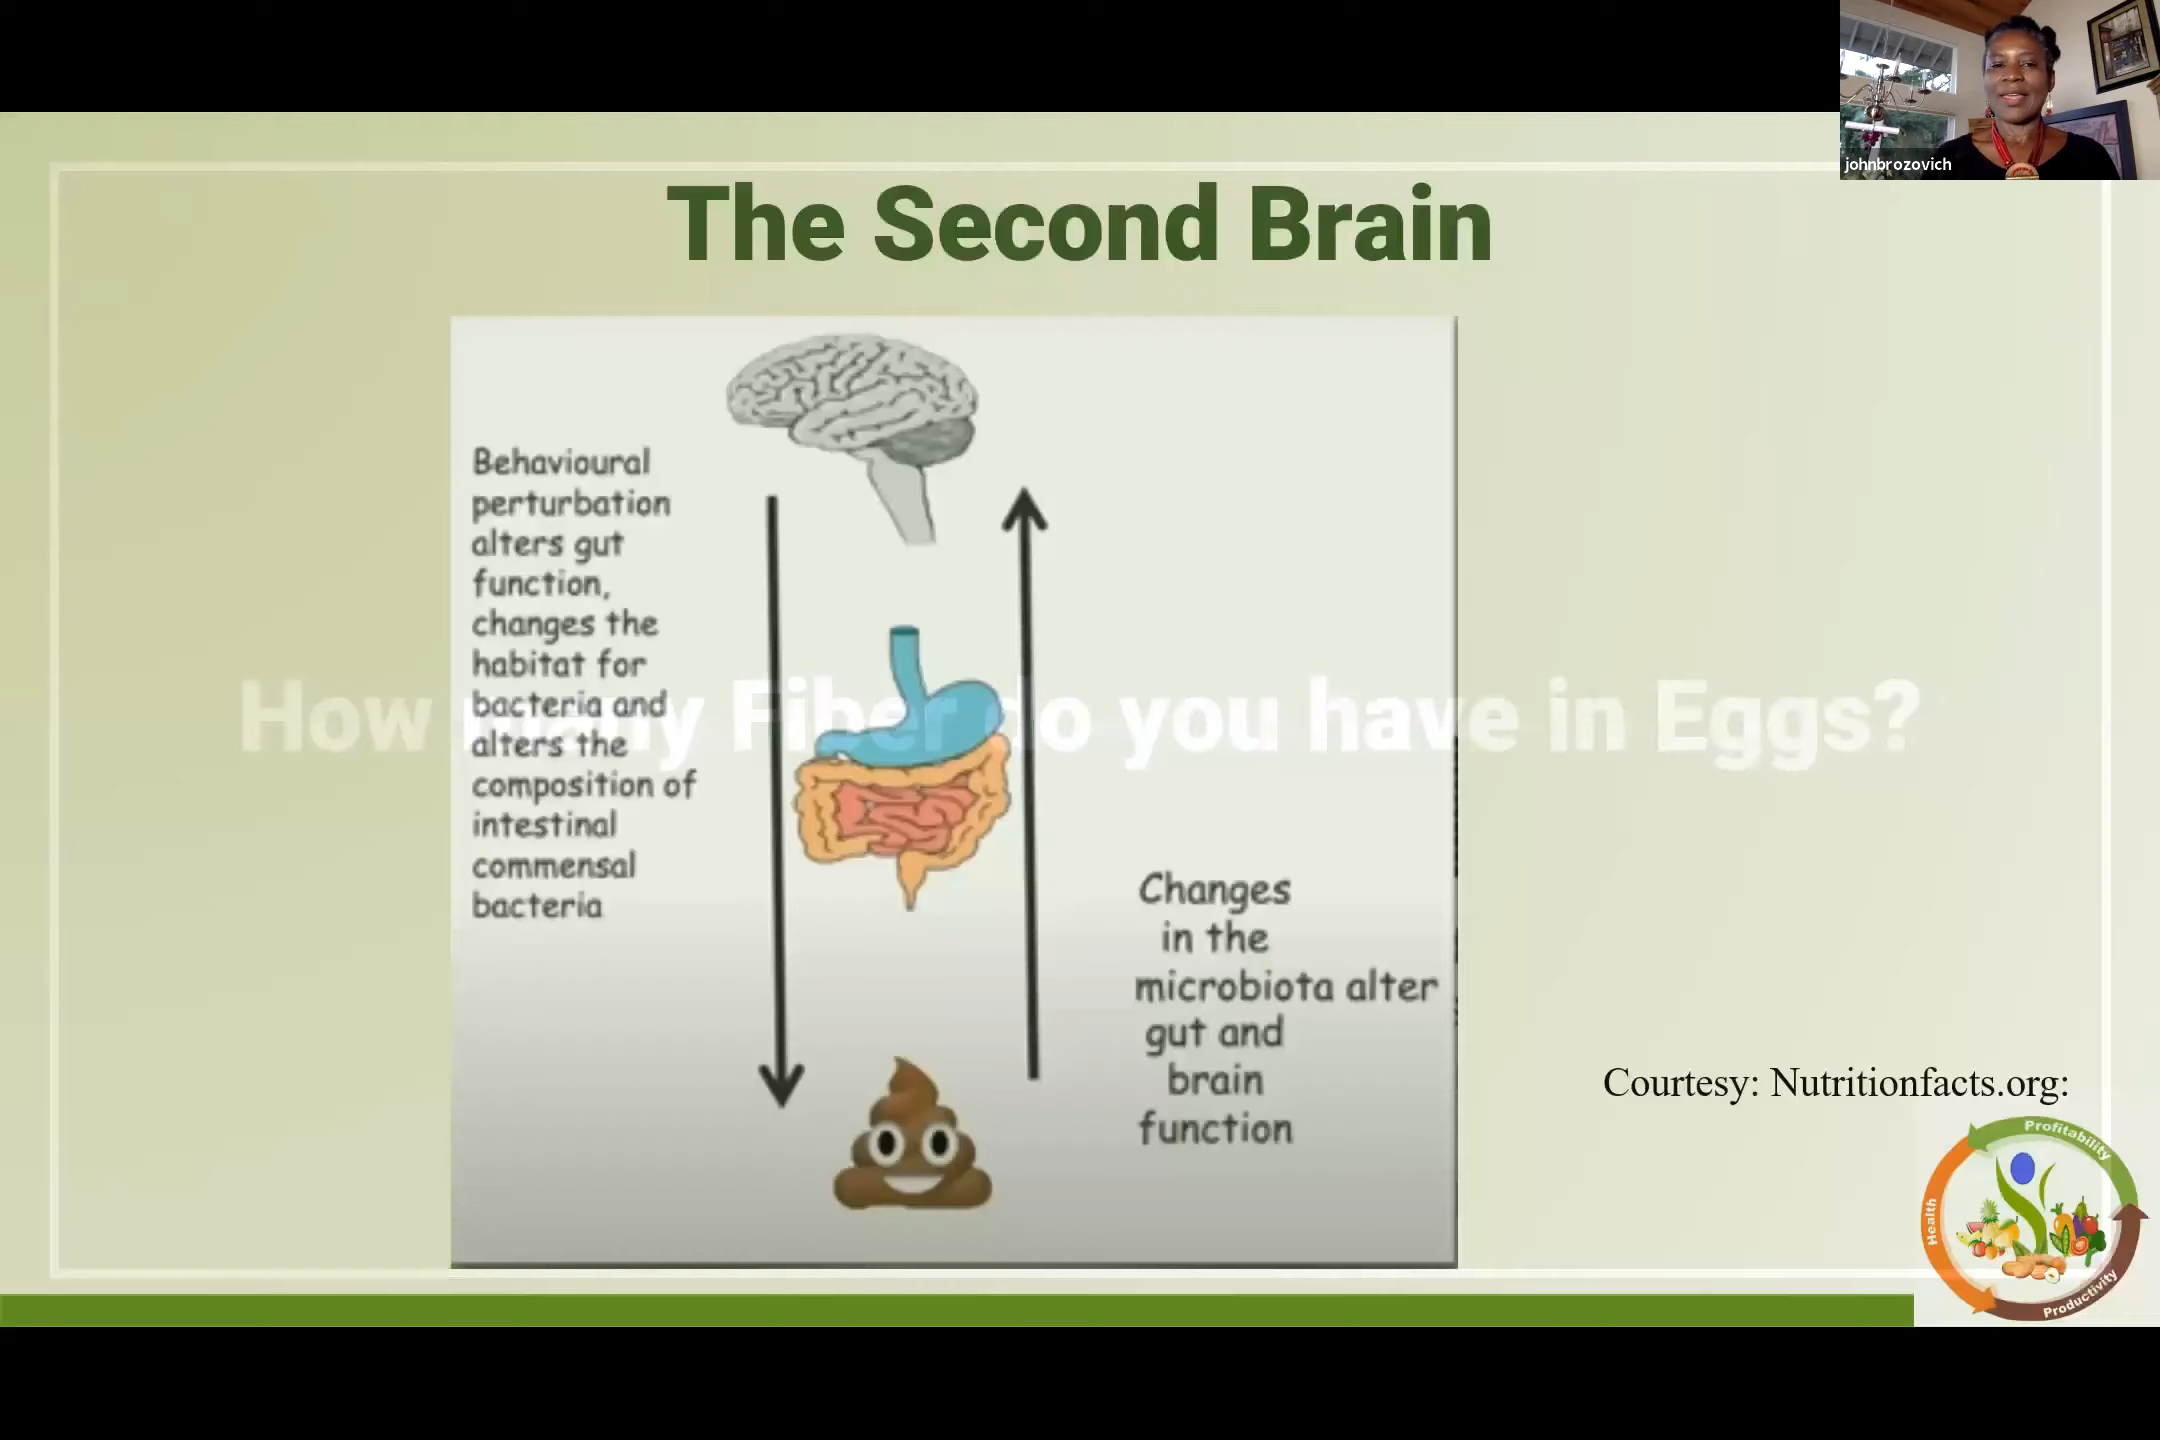 johnbrozovich
The Second Brain
Behavioural
perturbation
alters gut
function,
changes the
habitat for
bacteria and
alters the
composition of
intestinal
commensal
bacteria
How many Fiber do you have in Eggs?
Changes
in the
microbiota alter
gut and
brain
function
Courtesy: Nutritionfacts.org:
Profitability
Health
Productivity